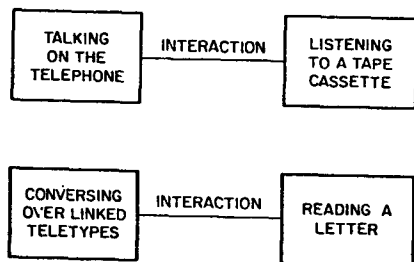 TALKING
ON THE
TELEPHONE
INTERACTION
LISTENING
TO A TAPE
CASSETTE
CONVERSING
OVER LINKED
TELETYPES
INTERACTION
READING A
LETTER